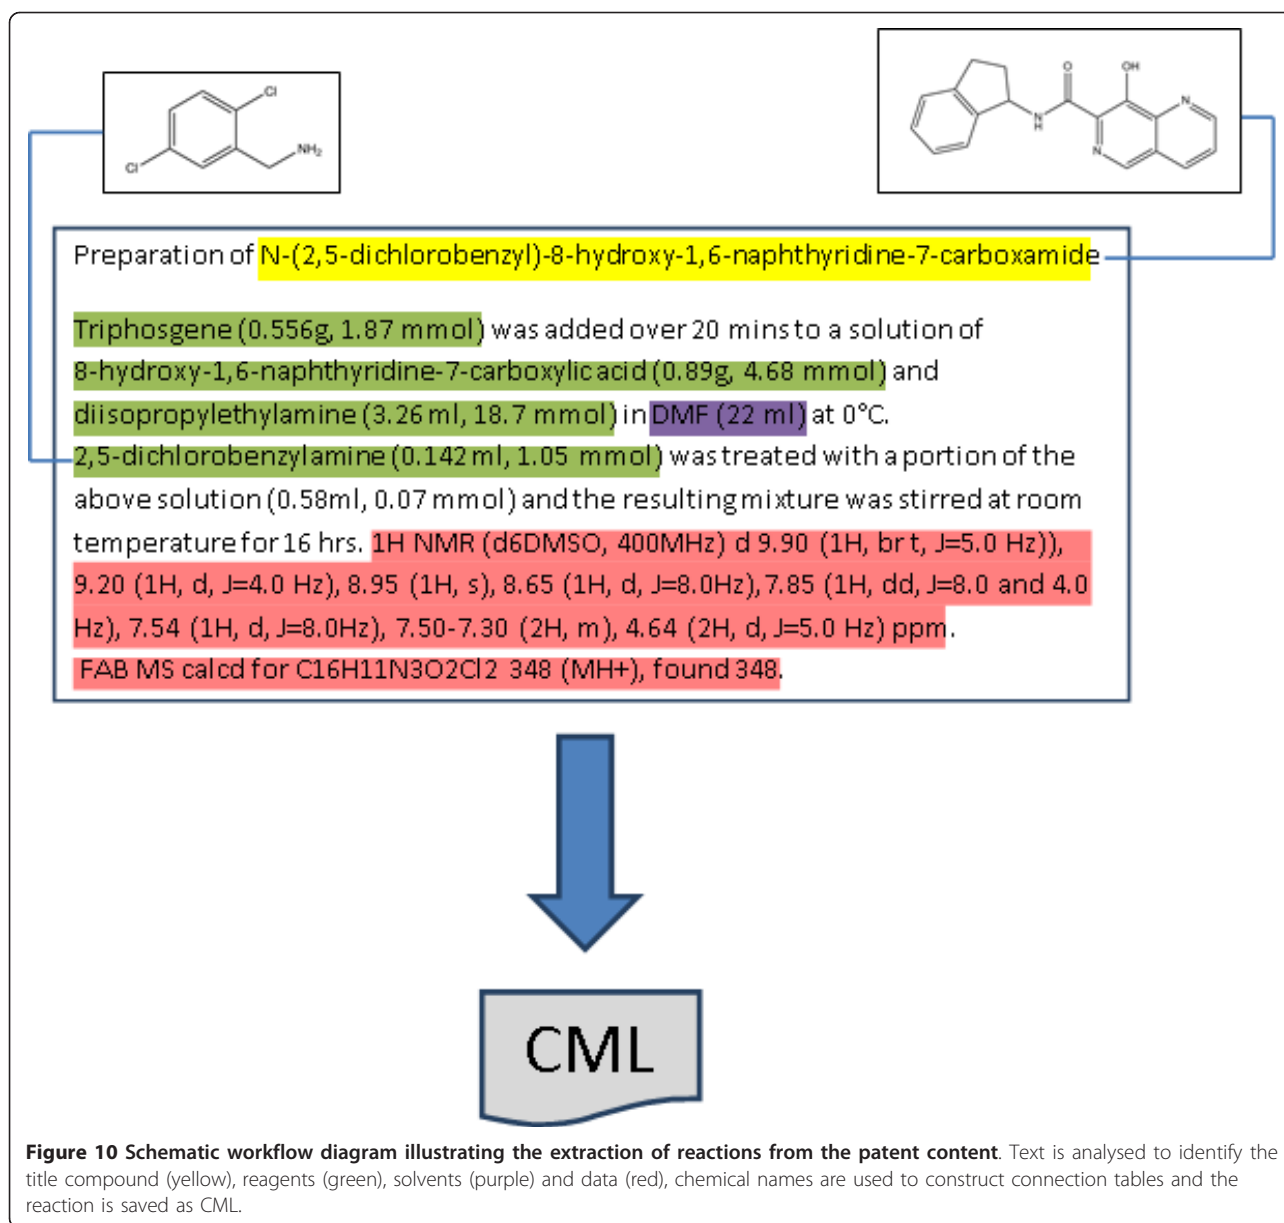 Cl
Cl
NH2
O
OH
N
H
N
N
Preparation of N-(2,5-dichlorobenzyl)-8-hydroxy-1,6-naphthyridine-7-carboxamide
Triphosgene (0.556g, 1.87 mmol) was added over 20 mins to a solution of
8-hydroxy-1,6-naphthyridine-7-carboxylic acid (0.89g, 4.68 mmol) and
diisopropylethylamine (3.26 ml, 18.7 mmol) in DMF (22 ml) at 0°C.
2,5-dichlorobenzylamine (0.142 ml, 1.05 mmol) was treated with a portion of the
above solution (0.58ml, 0.07 mmol) and the resulting mixture was stirred at room
temperature for 16 hrs. 1H NMR (d6DMSO, 400MHz) d 9.90 (1H, br t, J=5.0 Hz)),
9.20 (1H, d, J=4.0 Hz), 8.95 (1H, s), 8.65 (1H, d, J=8.0Hz), 7.85 (1H, dd, J=8.0 and 4.0
Hz), 7.54 (1H, d, J=8.0Hz), 7.50-7.30 (2H, m), 4.64 (2H, d, J=5.0 Hz) ppm.
FAB MS calcd for C16H11N3O2Cl2 348 (MH+), found 348.
CML
Figure 10 Schematic workflow diagram illustrating the extraction of reactions from the patent content. Text is analysed to identify the
title compound (yellow), reagents (green), solvents (purple) and data (red), chemical names are used to construct connection tables and the
reaction is saved as CML.